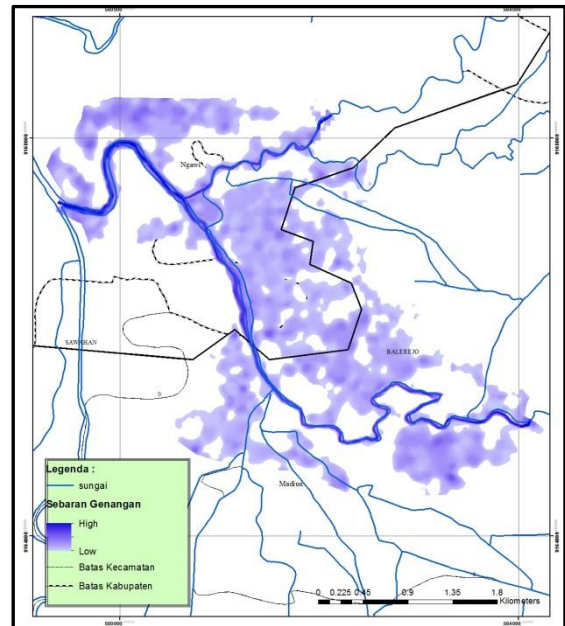 Ngawi
SAWAHAN
BALEREJO
0
Madiun
Legenda :
sungai
Sebaran Genangan
High
Low
Batas Kecamatan
Batas Kabupaten
0 0.225 0.45 0.9 1.35 1.8
Kilometers